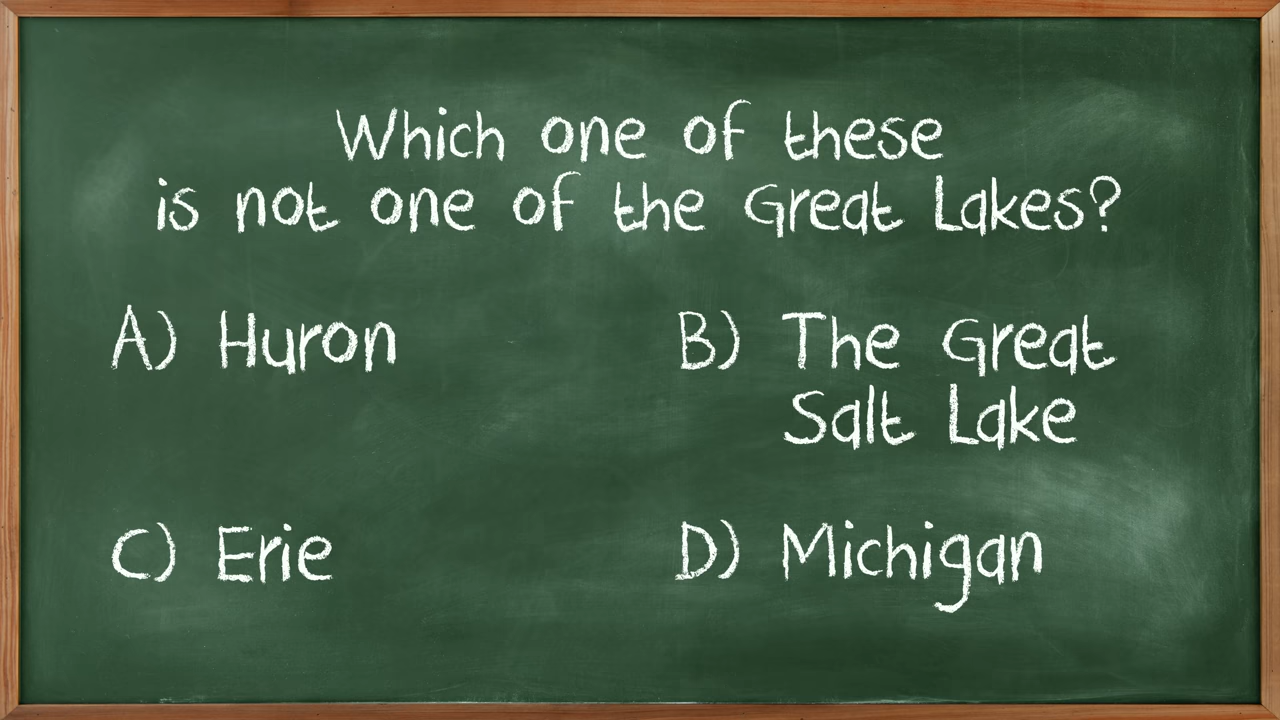 Which one of these
is not one of the Great Lakes?
A) Huron
B) The Great
Salt Lake
C) Erie
D) Michigan